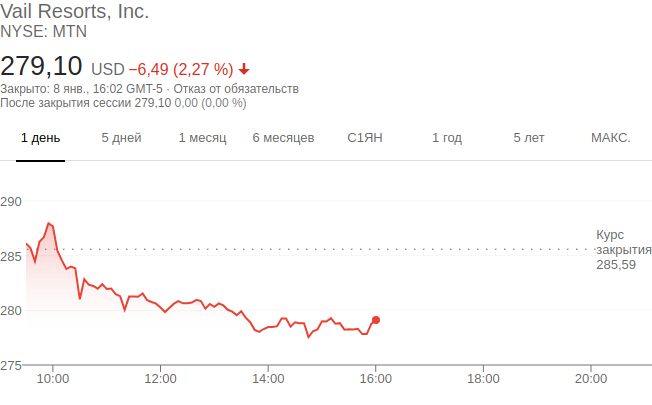 Vail Resorts, Inc.
NYSE: MTN
279,10 USD −6,49 (2,27 %)
Закрыто: 8 янв., 16:02 GMT-5 · Отказ от обязательств
После закрытия сессии 279,10 0,00 (0,00 %)
1 день 5 дней 1 месяц 6 месяцев С1ЯН 1 год 5 лет МАКС.
290
Курс
285 закрытия
285,59
280
275
10:00 12:00 14:00 16:00 18:00 20:00